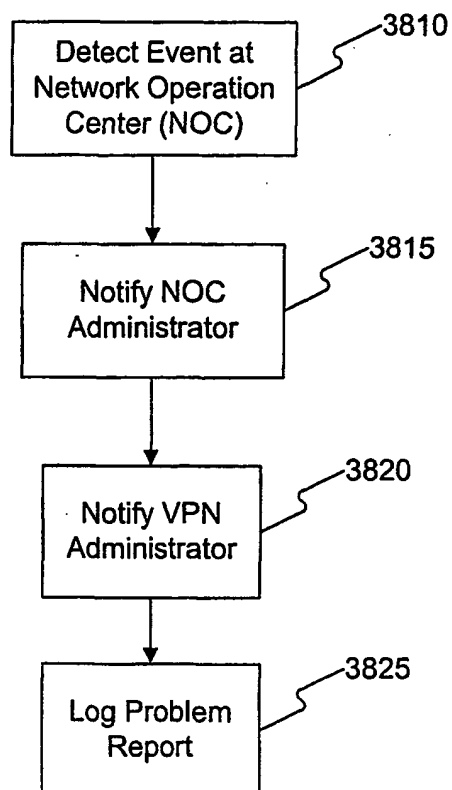 Detect Event at
Network Operation
Center (NOC)
3810
Notify NOC
Administrator
3815
Notify VPN
Administrator
3820
Log Problem
Report
3825